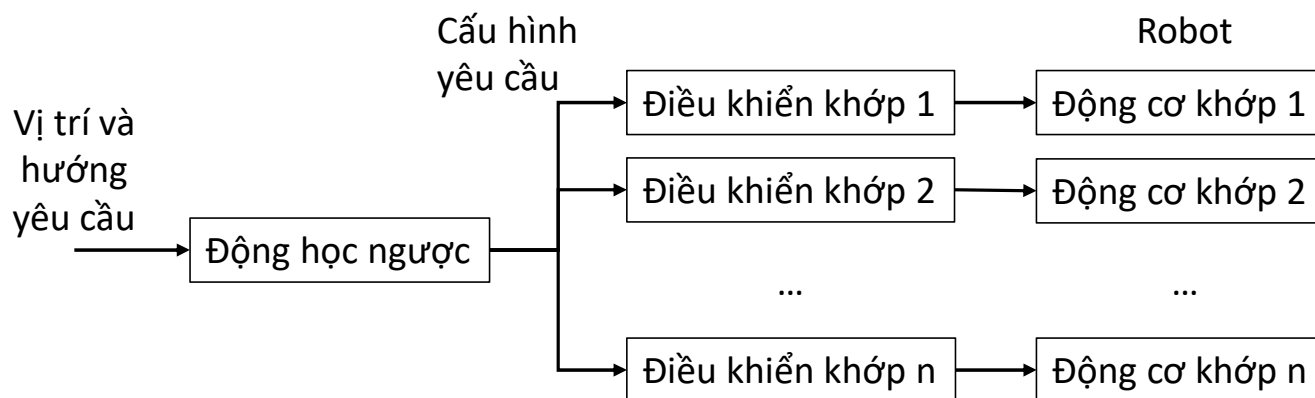 Cấu hình
yêu cầu
Robot
Vị trí và
hướng
yêu cầu
Động học ngược
Điều khiển khớp 1
Động cơ khớp 1
Điều khiển khớp 2
Động cơ khớp 2
...
...
Điều khiển khớp n
Động cơ khớp n